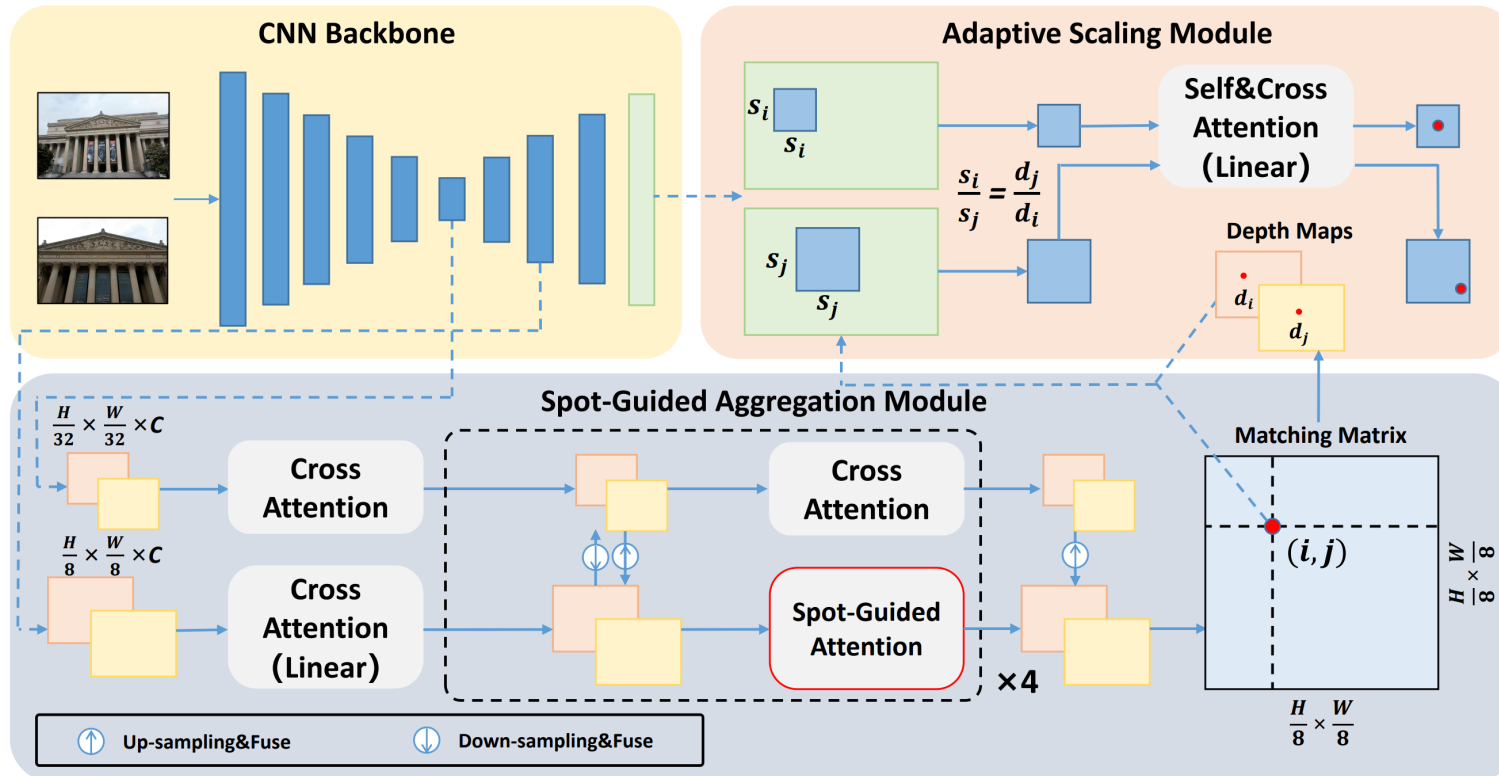 CNN Backbone
Adaptive Scaling Module
s_i
s_i
s_i/s_j = d_j/d_i
Self&Cross
Attention
(Linear)
s_j
s_j
Depth Maps
d_i
d_j
Spot-Guided Aggregation Module
H/32 × W/32 ×C
Cross
Attention
Cross
Attention
Matching Matrix
(i, j)
H/8 × W/8
H/8 × W/8 ×C
Cross
Attention
(Linear)
Spot-Guided
Attention
×4
H/8 × W/8
Up-sampling&Fuse
Down-sampling&Fuse